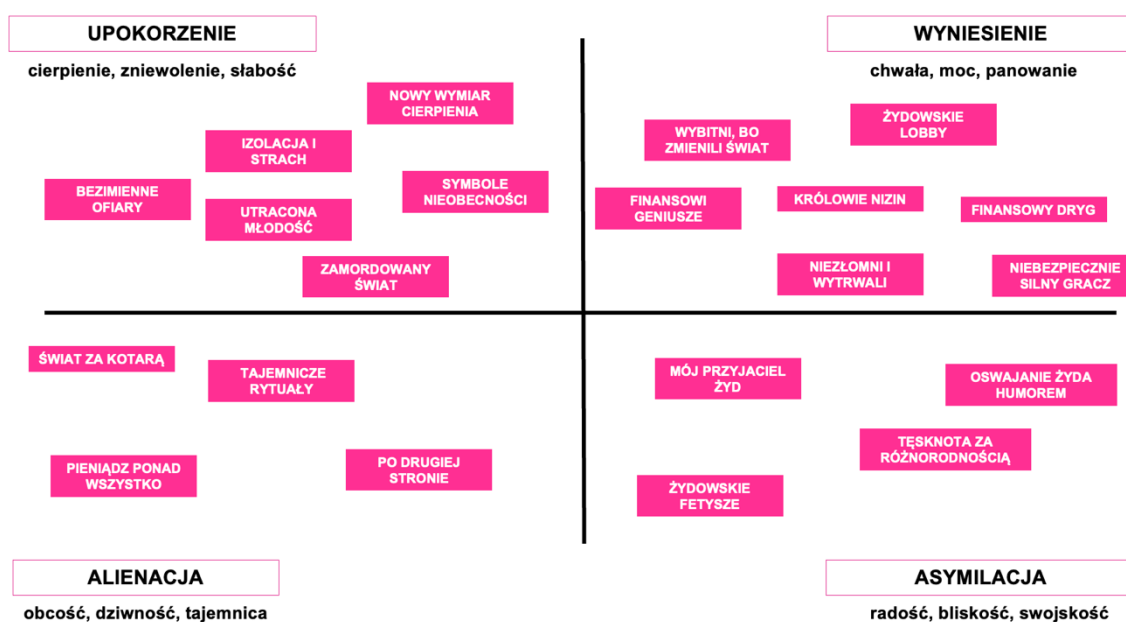 UPOKORZENIE
cierpienie, zniewolenie, słabość
NOWY WYMIAR
CIERPIENIA
IZOLACJA I
STRACH
BEZIMIENNE
OFIARY
UTRACONA
MŁODOŚĆ
SYMBOLE
NIEOBECNOŚCI
ZAMORDOWANY
ŚWIAT
WYNIESIENIE
chwała, moc, panowanie
WYBITNI, BO
ZMIENILI ŚWIAT
ŻYDOWSKIE
LOBBY
FINANSOWI
GENIUSZE
KRÓLOWIE NIZIN
FINANSOWY DRYG
NIEZŁOMNI I
WYTRWALI
NIEBEZPIECZNIE
SILNY GRACZ
ŚWIAT ZA KOTARĄ
TAJEMNICZE
RYTUAŁY
PIENIĄDZ PONAD
WSZYSTKO
PO DRUGIEJ
STRONIE
ALIENACJA
obcość, dziwność, tajemnica
MÓJ PRZYJACIEL
ŻYD
OSWAJANIE ŻYDA
HUMOREM
TĘSKNOTA ZA
RÓŻNORODNOŚCIĄ
ŻYDOWSKIE
FETYSZE
ASYMILACJA
radość, bliskość, swojskość